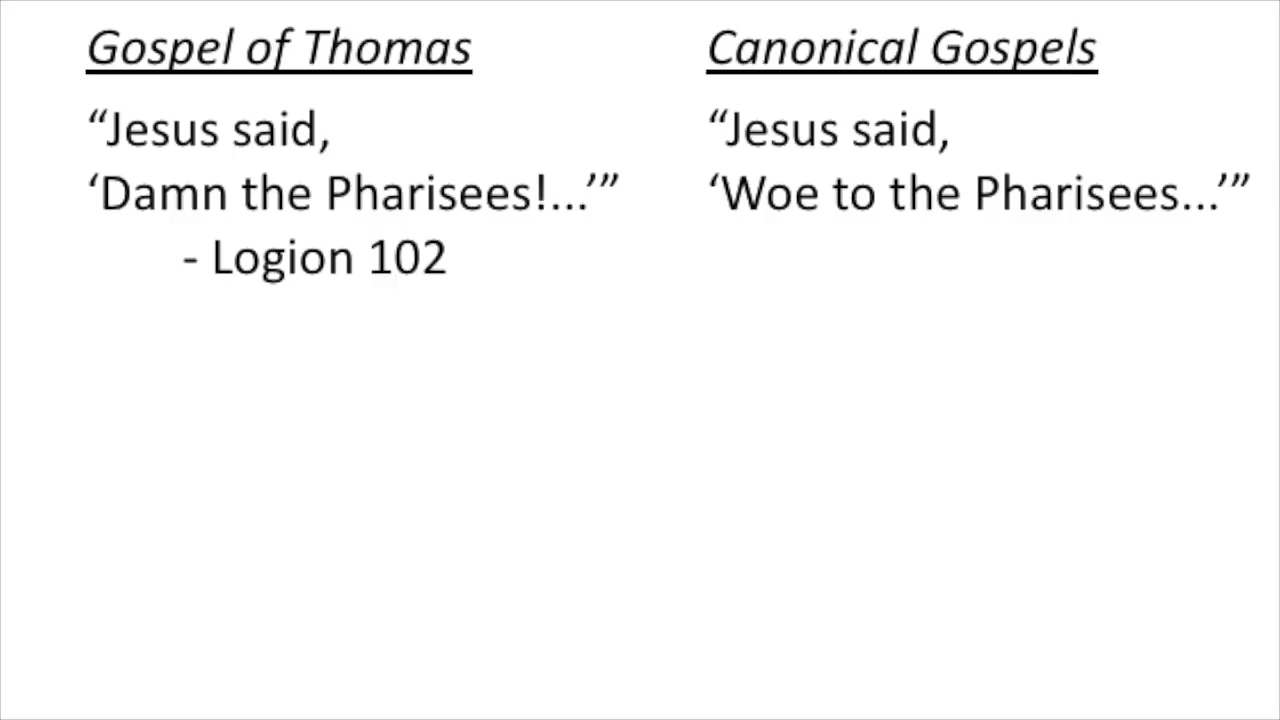 Gospel of Thomas
“Jesus said,
‘Damn the Pharisees!...’”
- Logion 102
Canonical Gospels
“Jesus said,
‘Woe to the Pharisees...’”